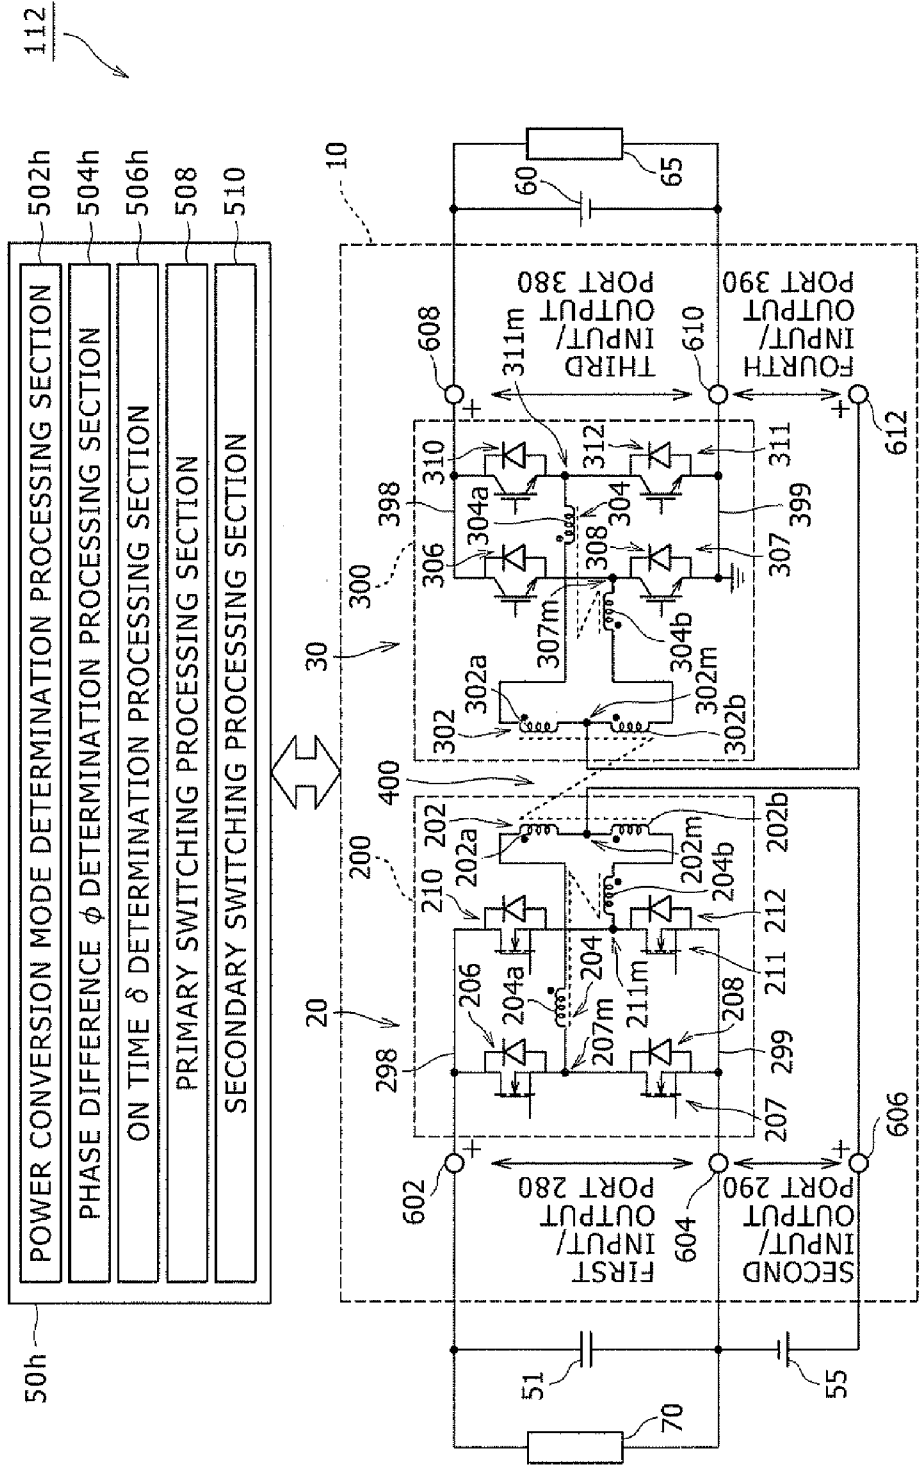 112
50h
POWER CONVERSION MODE DETERMINATION PROCESSING SECTION
502h
PHASE DIFFERENCE ϕ DETERMINATION PROCESSING SECTION
504h
ON TIME δ DETERMINATION PROCESSING SECTION
506h
PRIMARY SWITCHING PROCESSING SECTION
508
SECONDARY SWITCHING PROCESSING SECTION
510
10
20
200
400
30
300
602
+
298
206
210
202
202a
302
302a
306
398
310
608
+
60
65
51
70
FIRST
INPUT/
OUTPUT
PORT 280
207m
204a
204
211m
204b
202m
202b
302m
302b
304b
307m
308
304
304a
312
311m
THIRD
INPUT/
OUTPUT
PORT 380
604
207
208
299
211
212
307
399
311
610
55
SECOND
INPUT/
OUTPUT
PORT 290
+
606
FOURTH
INPUT/
OUTPUT
PORT 390
+
612